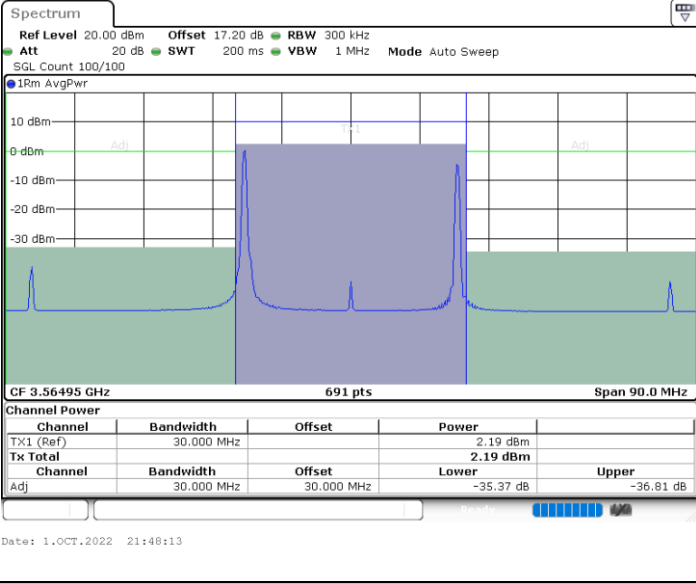 Spectrum
Ref Level 20.00 dBm Offset 17.20 dB RBW 300 kHz
Att 20 dB SWT 200 ms VBW 1 MHz Mode Auto Sweep
SGL Count 100/100
1Rm AvgPwr
TX1
10 dBm
Adj Adj
0 dBm
-10 dBm
-20 dBm
-30 dBm
CF 3.56495 GHz 691 pts Span 90.0 MHz
Channel Power
Channel Bandwidth Offset Power
TX1 (Ref) 30.000 MHz 2.19 dBm
Tx Total 2.19 dBm
Channel Bandwidth Offset Lower Upper
Adj 30.000 MHz 30.000 MHz -35.37 dB -36.81 dB
Ready
Date: 1.OCT.2022 21:48:13